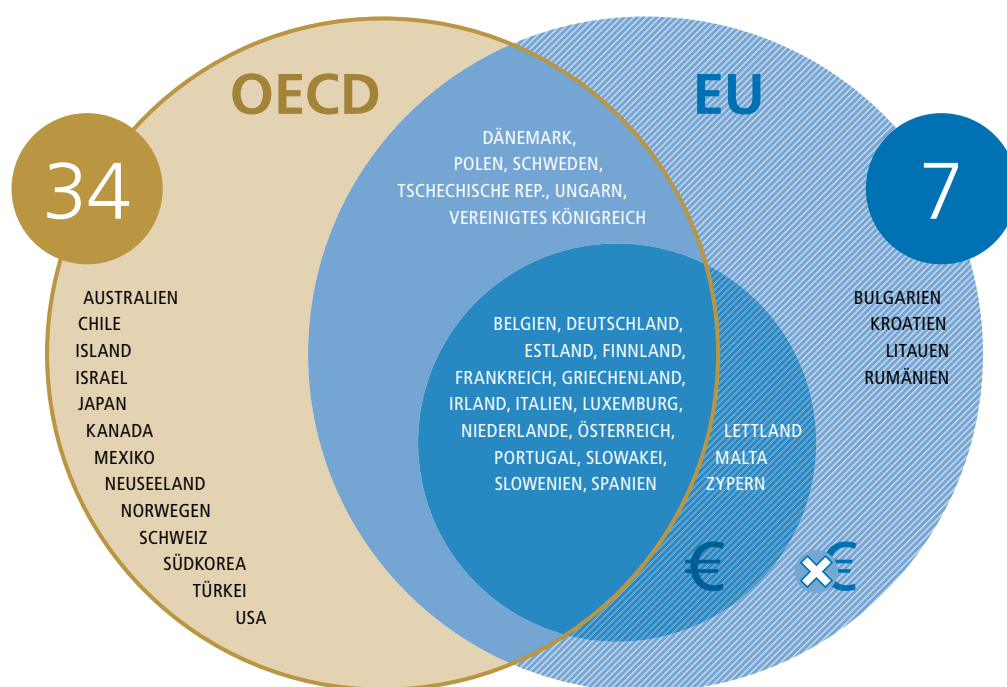 OECD
EU
34
7
DÄNEMARK,
POLEN, SCHWEDEN,
TSCHECHISCHE REP., UNGARN,
VEREINIGTES KÖNIGREICH
AUSTRALIEN
CHILE
ISLAND
ISRAEL
JAPAN
KANADA
MEXIKO
NEUSEELAND
NORWEGEN
SCHWEIZ
SÜDKOREA
TÜRKEI
USA
BELGIEN, DEUTSCHLAND,
ESTLAND, FINNLAND,
FRANKREICH, GRIECHENLAND,
IRLAND, ITALIEN, LUXEMBURG,
NIEDERLANDE, ÖSTERREICH,
PORTUGAL, SLOWAKEI,
SLOWENIEN, SPANIEN
LETTLAND
MALTA
ZYPERN
BULGARIEN
KROATIEN
LITAUEN
RUMÄNIEN
€
€